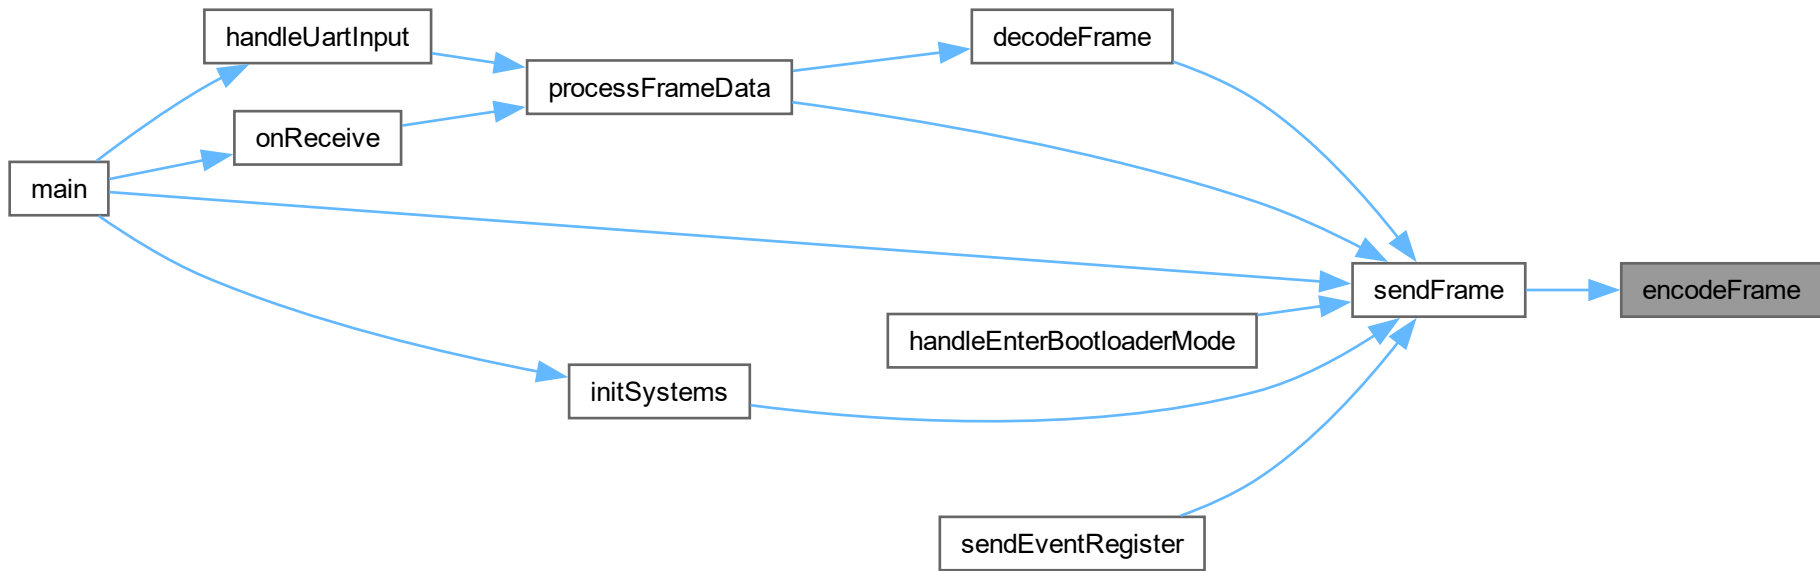 handleUartInput
decodeFrame
processFrameData
onReceive
main
sendFrame
encodeFrame
handleEnterBootloaderMode
initSystems
sendEventRegister